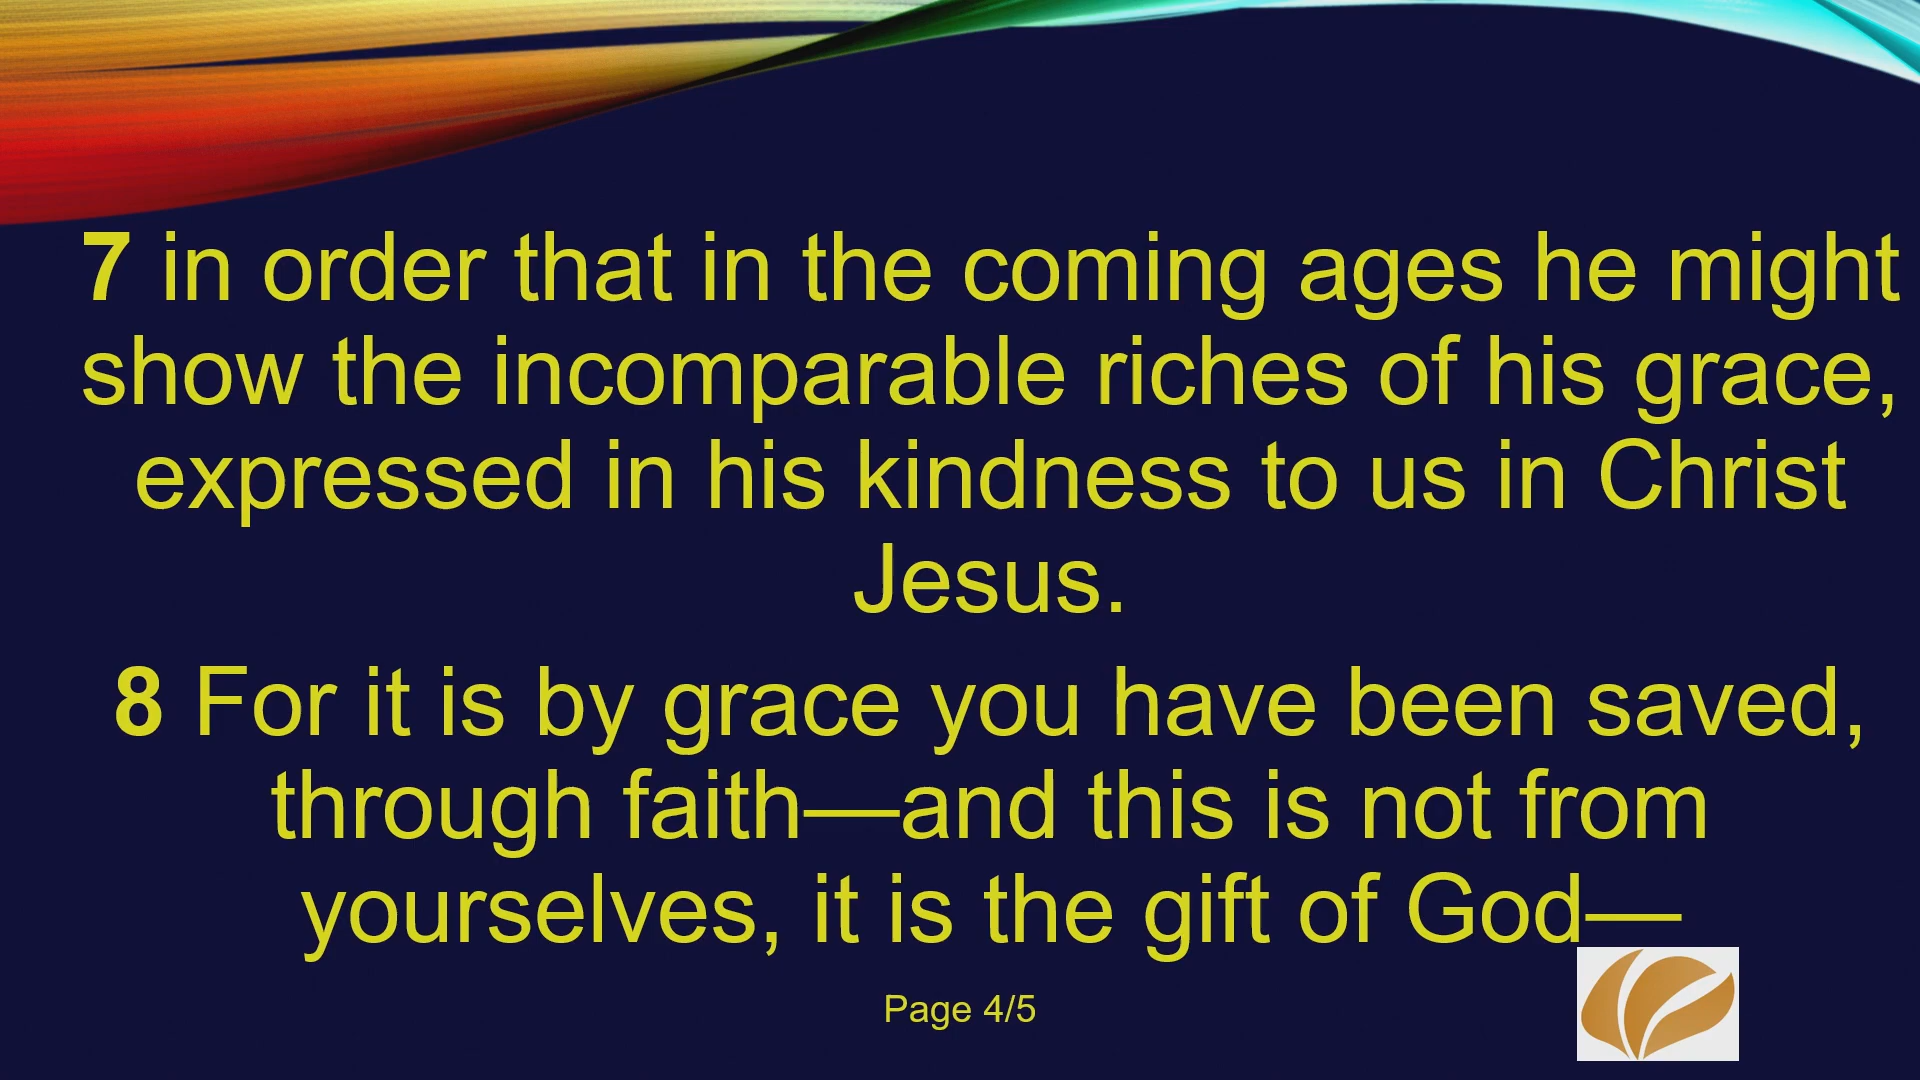 7 in order that in the coming ages he might
show the incomparable riches of his grace,
expressed in his kindness to us in Christ
Jesus.
8 For it is by grace you have been saved,
through faith—and this is not from
yourselves, it is the gift of God—
Page 4/5